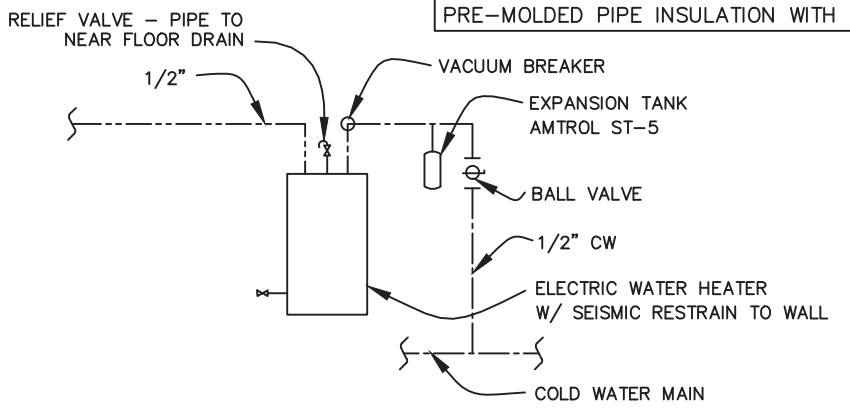 PRE-MOLDED PIPE INSULATION WITH
RELIEF VALVE – PIPE TO
NEAR FLOOR DRAIN
1/2"
VACUUM BREAKER
EXPANSION TANK
AMTROL ST-5
BALL VALVE
1/2" CW
ELECTRIC WATER HEATER
W/ SEISMIC RESTRAIN TO WALL
COLD WATER MAIN